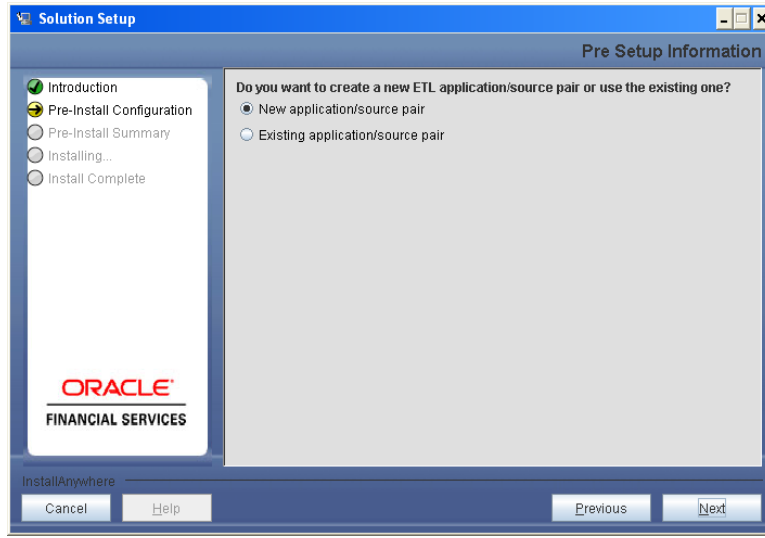 Solution Setup
Pre Setup Information
Introduction
Pre-Install Configuration
Pre-Install Summary
Installing...
Install Complete
ORACLE
FINANCIAL SERVICES
Do you want to create a new ETL application/source pair or use the existing one?
New application/source pair
Existing application/source pair
InstallAnywhere
Cancel
Help
Previous
Next